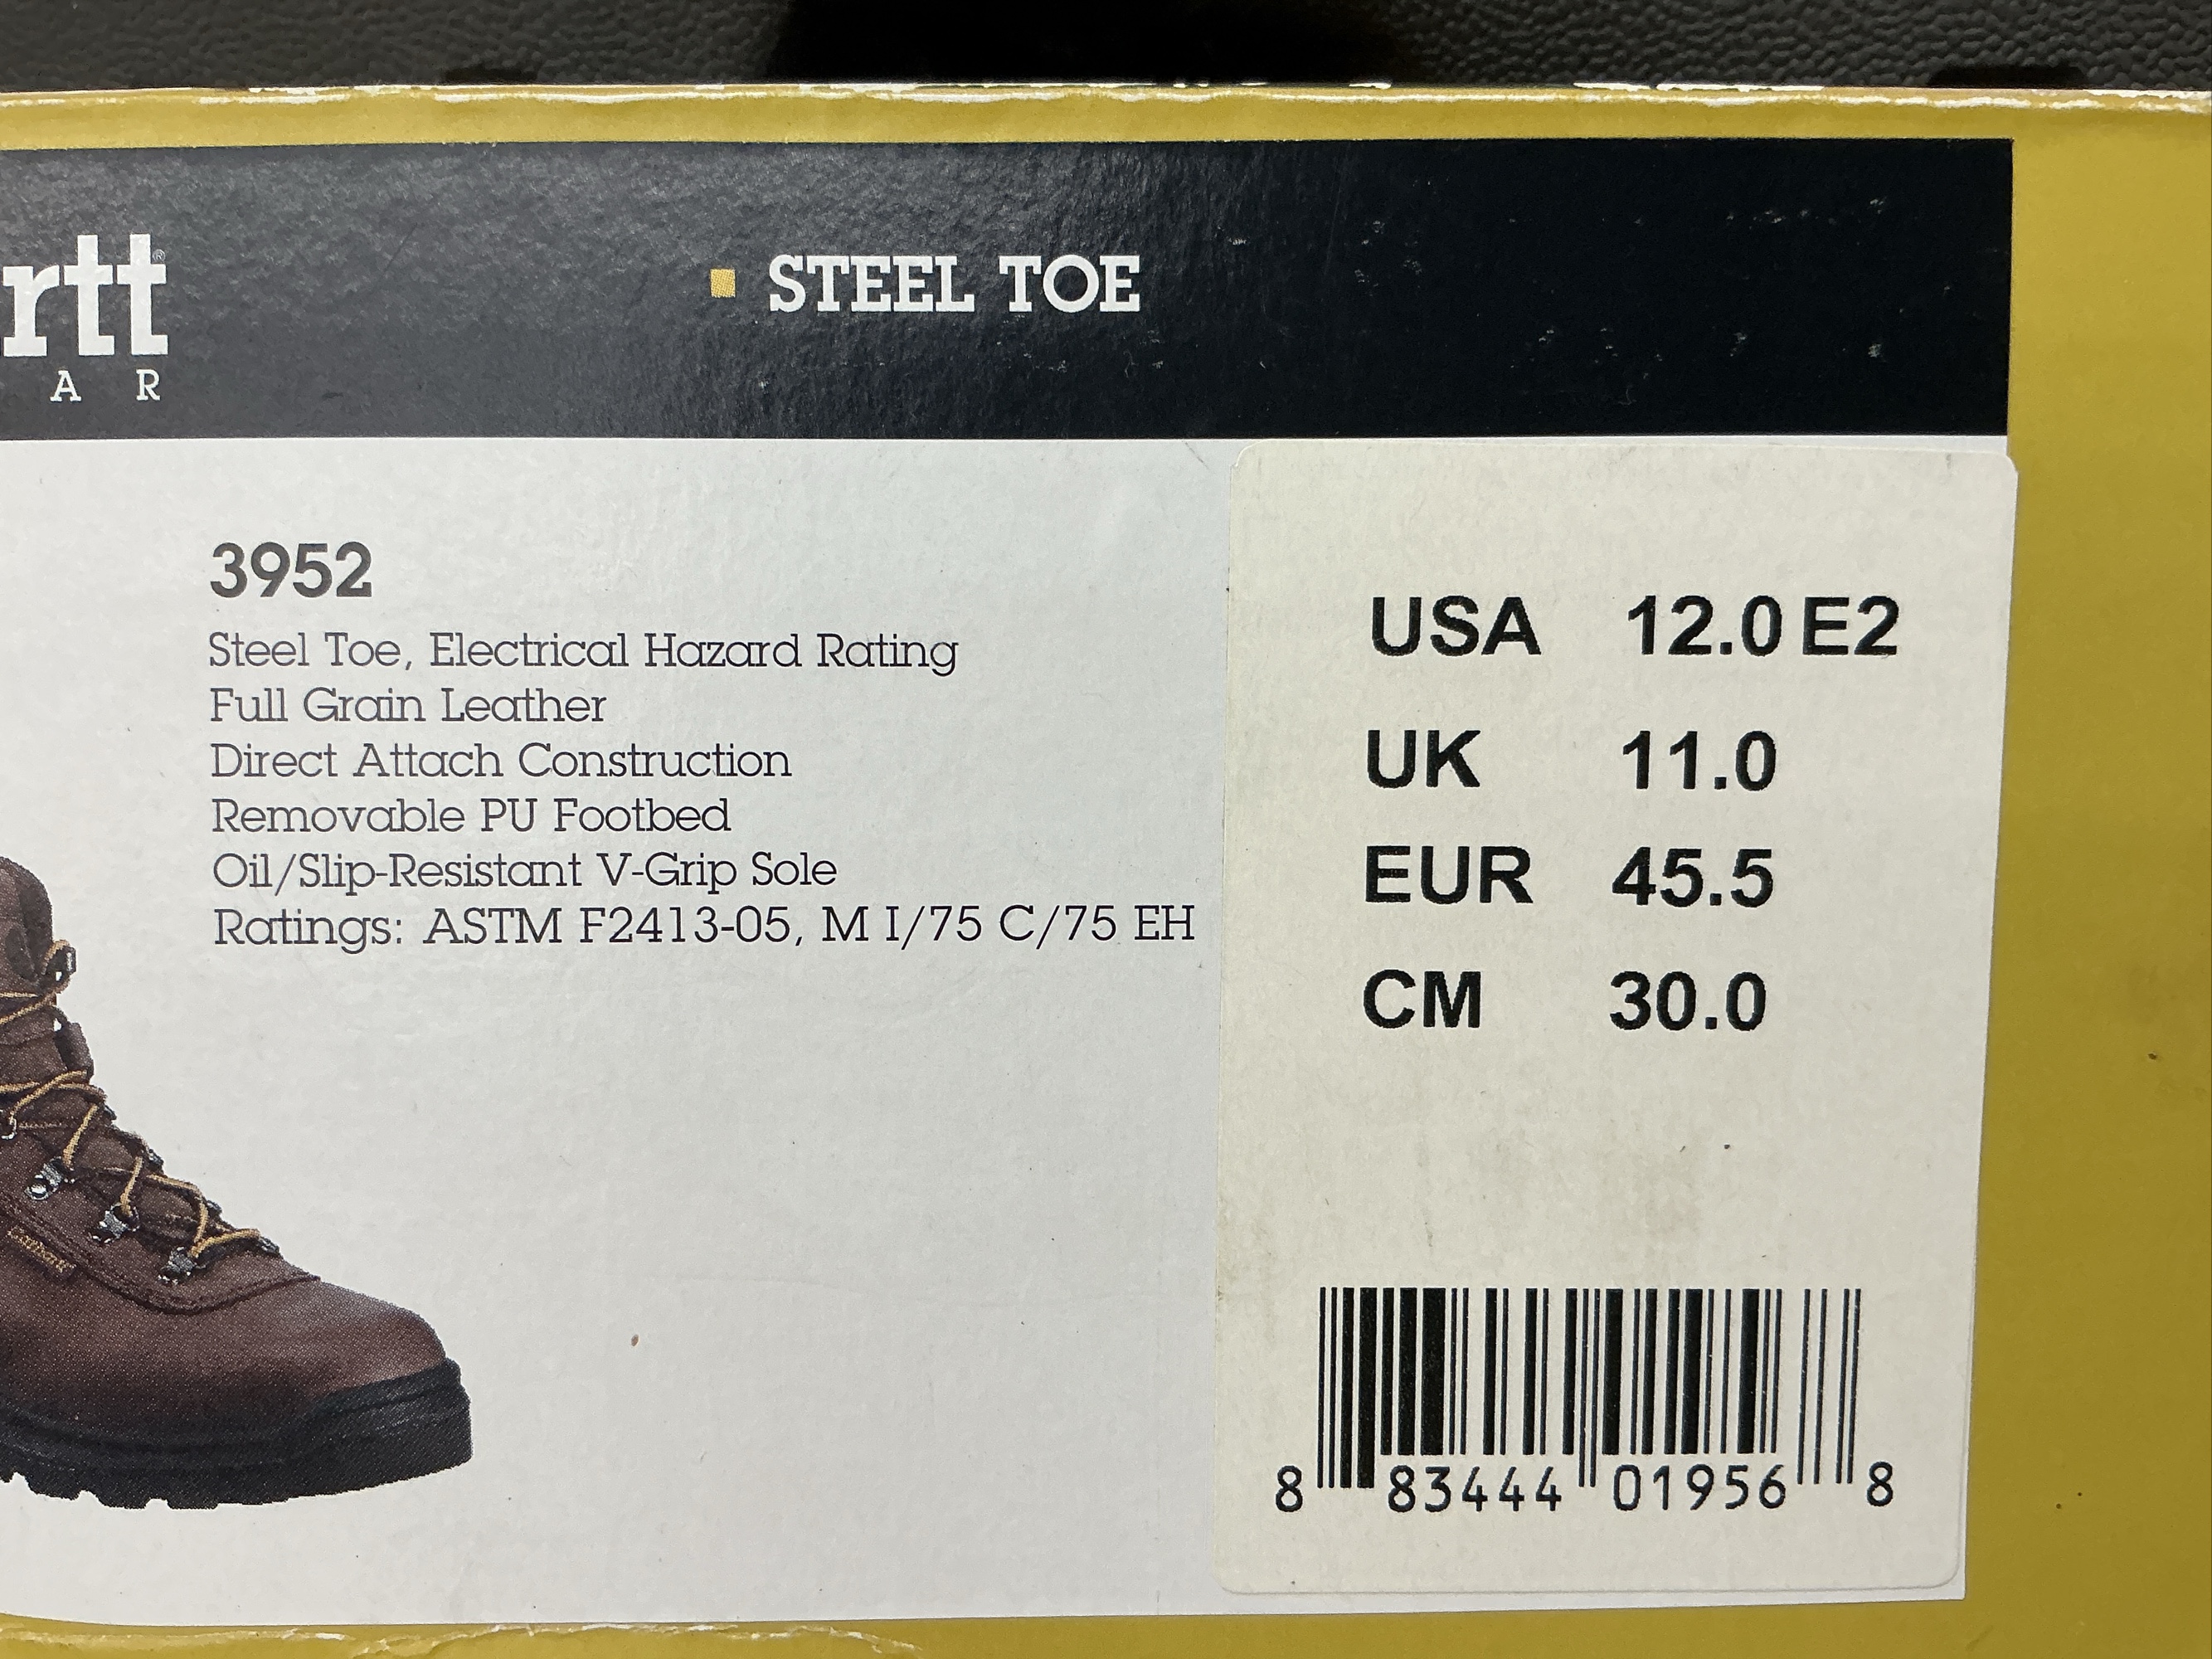 rtt®
A R
STEEL TOE
3952
Steel Toe, Electrical Hazard Rating
Full Grain Leather
Direct Attach Construction
Removable PU Footbed
Oil/Slip-Resistant V-Grip Sole
Ratings: ASTM F2413-05, M I/75 C/75 EH
USA 12.0 E2
UK 11.0
EUR 45.5
CM 30.0
8 83444 01956 8